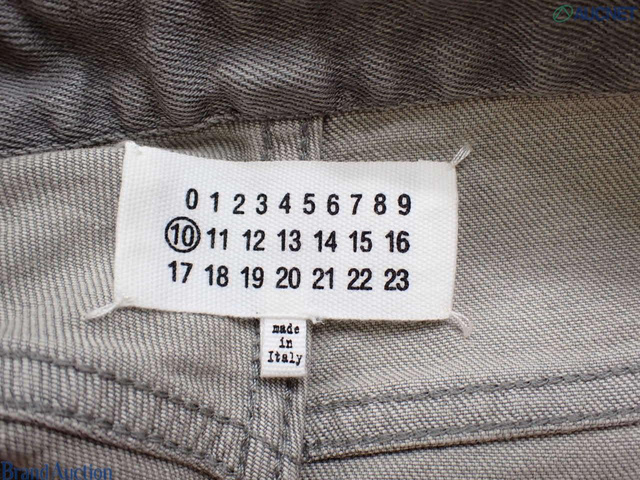 AUCNET
0 1 2 3 4 5 6 7 8 9
10 11 12 13 14 15 16
17 18 19 20 21 22 23
made
in
Italy
Brand Auction